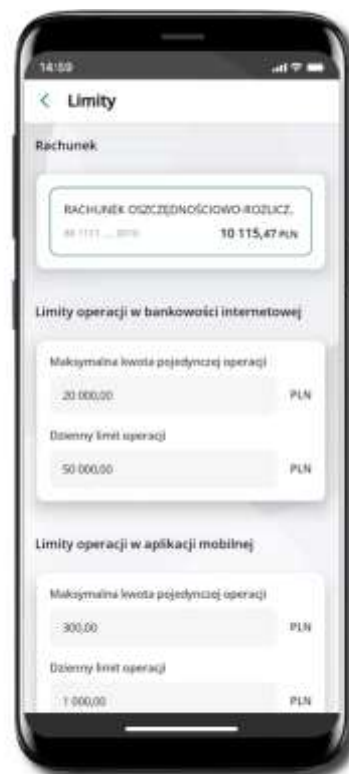 14:59
Limity
Rachunek
RACHUNEK OSZCZĘDNOŚCIOWO-ROZLICZ.
10 115,47 PLN
Limity operacji w bankowości internetowej
Maksymalna kwota pojedynczej operacji
20 000,00 PLN
Dzienny limit operacji
50 000,00 PLN
Limity operacji w aplikacji mobilnej
Maksymalna kwota pojedynczej operacji
300,00 PLN
Dzienny limit operacji
1 000,00 PLN